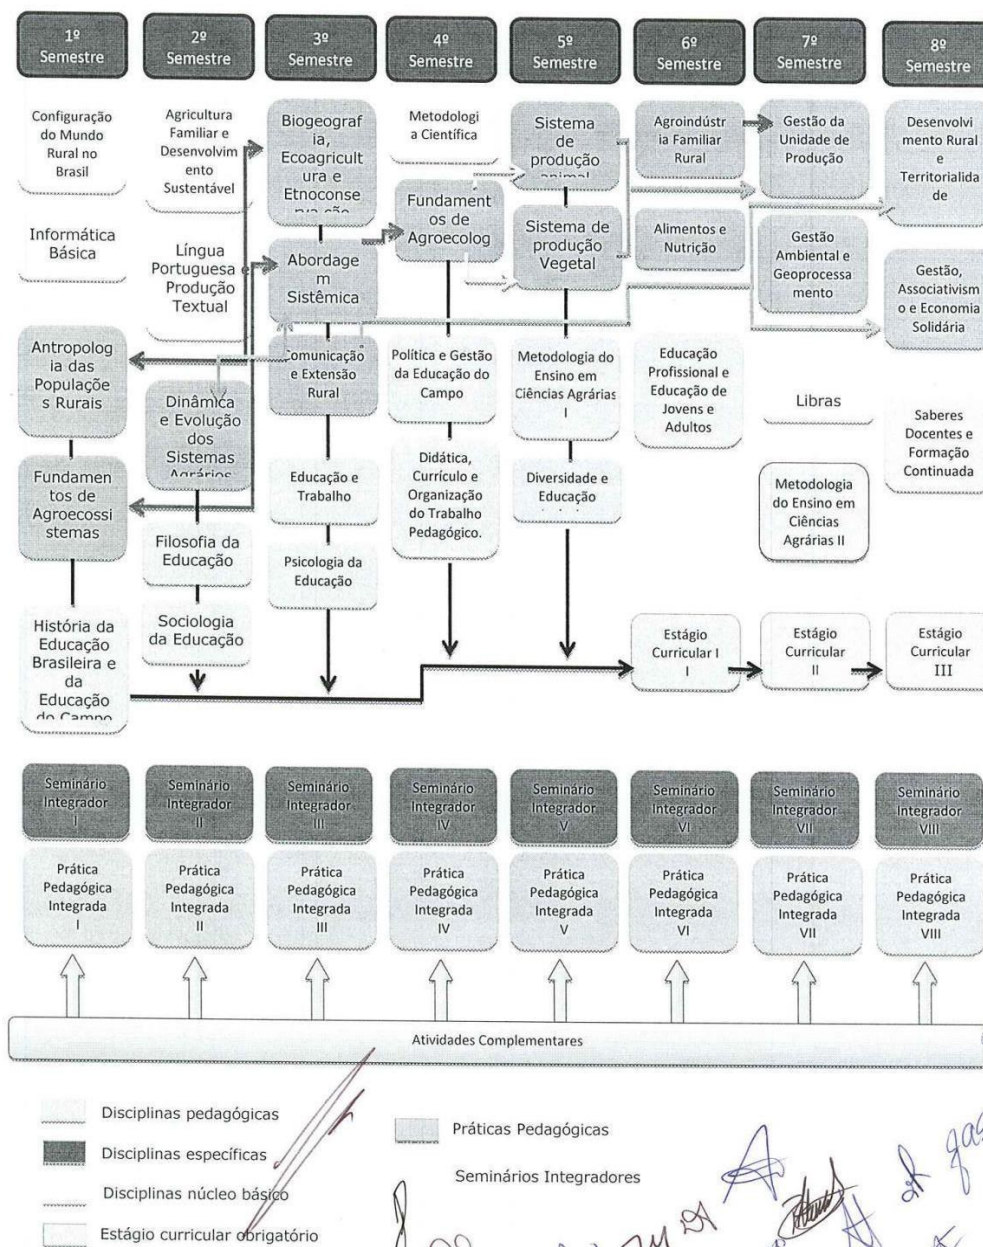 1º
Semestre
2º
Semestre
3º
Semestre
4º
Semestre
5º
Semestre
6º
Semestre
7º
Semestre
8º
Semestre
Configuração
do Mundo
Rural no
Brasil
Informática
Básica
Antropolog
ia das
Populaçõe
s Rurais
Fundamen
tos de
Agroecossi
stemas
História da
Educação
Brasileira e
da
Educação
do Campo
Agricultura
Familiar e
Desenvolvim
ento
Sustentável
Língua
Portuguesa e
Produção
Textual
Dinâmica
e Evolução
dos
Sistemas
Agrários
Filosofia da
Educação
Sociologia
da Educação
Biogeograf
ia,
Ecoagricult
ura e
Etnoconse
rvação
Abordage
m
Sistêmica
Comunicação
e Extensão
Rural
Educação e
Trabalho
Psicologia da
Educação
Metodologi
a Científica
Fundament
os de
Agroecolog
Política e Gestão
da Educação do
Campo
Didática,
Currículo e
Organização
do Trabalho
Pedagógico.
Sistema
de
produção
animal
Sistema de
produção
Vegetal
Metodologia do
Ensino em
Ciências Agrárias
I
Diversidade e
Educação
Agroindústr
ia Familiar
Rural
Alimentos e
Nutrição
Educação
Profissional e
Educação de
Jovens e
Adultos
Estágio
Curricular I
I
Gestão da
Unidade de
Produção
Gestão
Ambiental e
Geoprocessa
mento
Libras
Metodologia
do Ensino em
Ciências
Agrárias II
Estágio
Curricular
II
Desenvolvi
mento Rural
e
Territorialida
de
Gestão,
Associativism
o e Economia
Solidária
Saberes
Docentes e
Formação
Continuada
Estágio
Curricular
III
Seminário
Integrador
I
Seminário
Integrador
II
Seminário
Integrador
III
Seminário
Integrador
IV
Seminário
Integrador
V
Seminário
Integrador
VI
Seminário
Integrador
VII
Seminário
Integrador
VIII
Prática
Pedagógica
Integrada
I
Prática
Pedagógica
Integrada
II
Prática
Pedagógica
Integrada
III
Prática
Pedagógica
Integrada
IV
Prática
Pedagógica
Integrada
V
Prática
Pedagógica
Integrada
VI
Prática
Pedagógica
Integrada
VII
Prática
Pedagógica
Integrada
VIII
Atividades Complementares
Disciplinas pedagógicas
Disciplinas específicas
Disciplinas núcleo básico
Estágio curricular obrigatório
Práticas Pedagógicas
Seminários Integradores